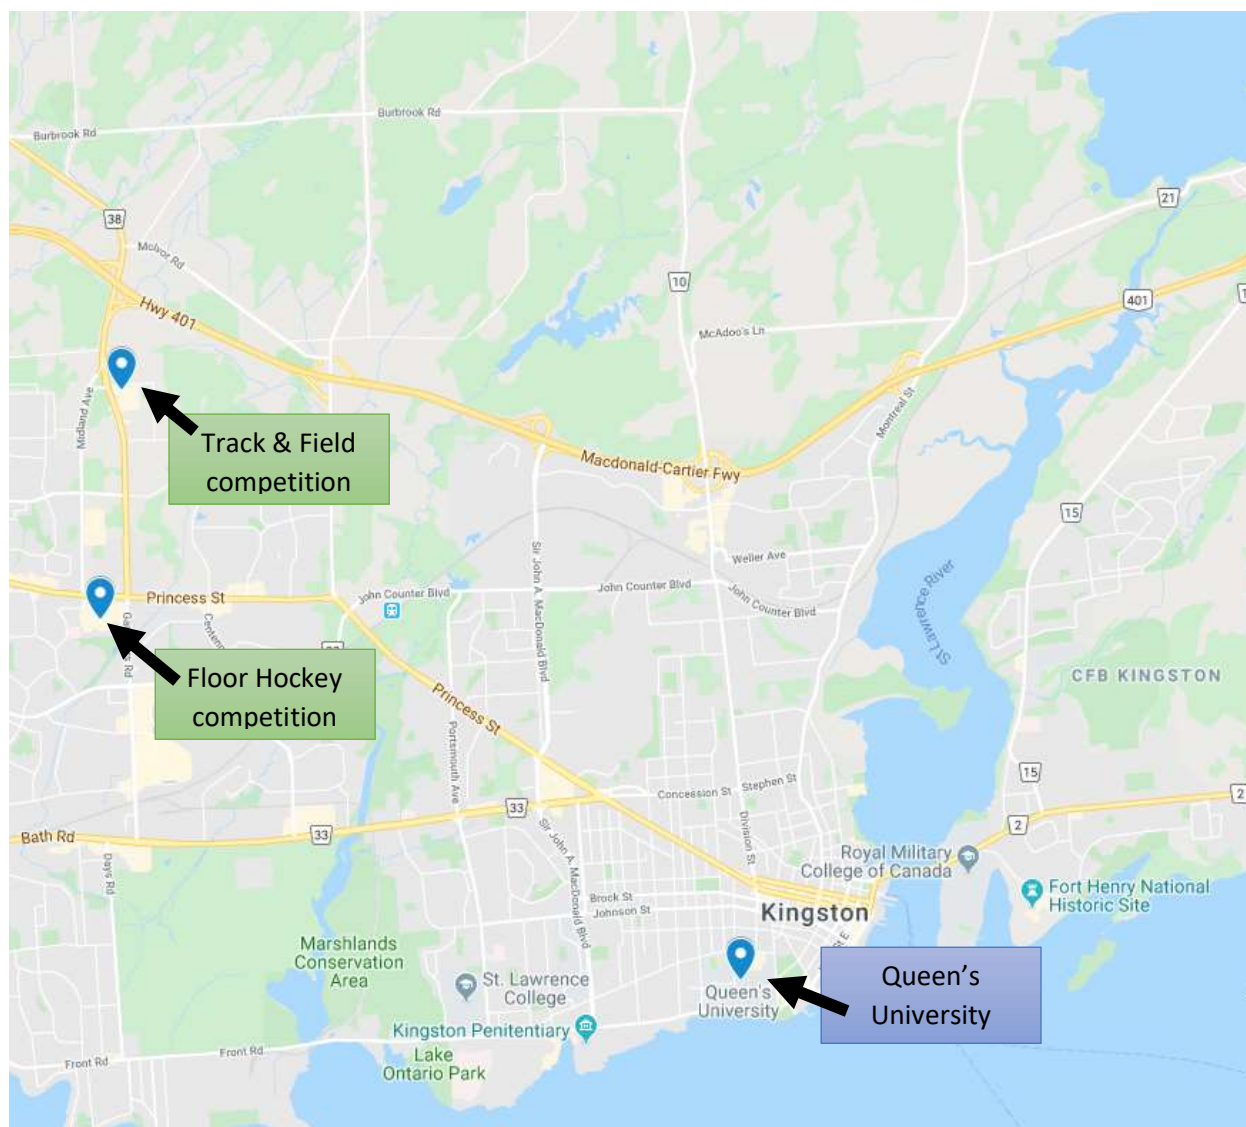 Burbrook Rd
Burbrook Rd
21
38
McIvor Rd
10
401
Hwy 401
McAdoo's Ln
Midland Ave
Montreal St
Track & Field
competition
Macdonald-Cartier Fwy
15
Weller Ave
Sir John A. MacDonald Blvd
John Counter Blvd
John Counter Blvd
John Counter Blvd
Princess St
St Lawrence River
CFB KINGSTON
Floor Hockey
competition
Princess St
Portsmouth Ave
15
Stephen St
Concession St
2
33
33
2
Bath Rd
Division St
Days Rd
Sir John A. MacDonald Blvd
Royal Military
College of Canada
Fort Henry National
Historic Site
Brock St
Johnson St
Kingston
Marshlands
Conservation
Area
St. Lawrence
College
Queen's
University
Queen’s
University
Kingston Penitentiary
Front Rd
Front Rd
Lake
Ontario Park